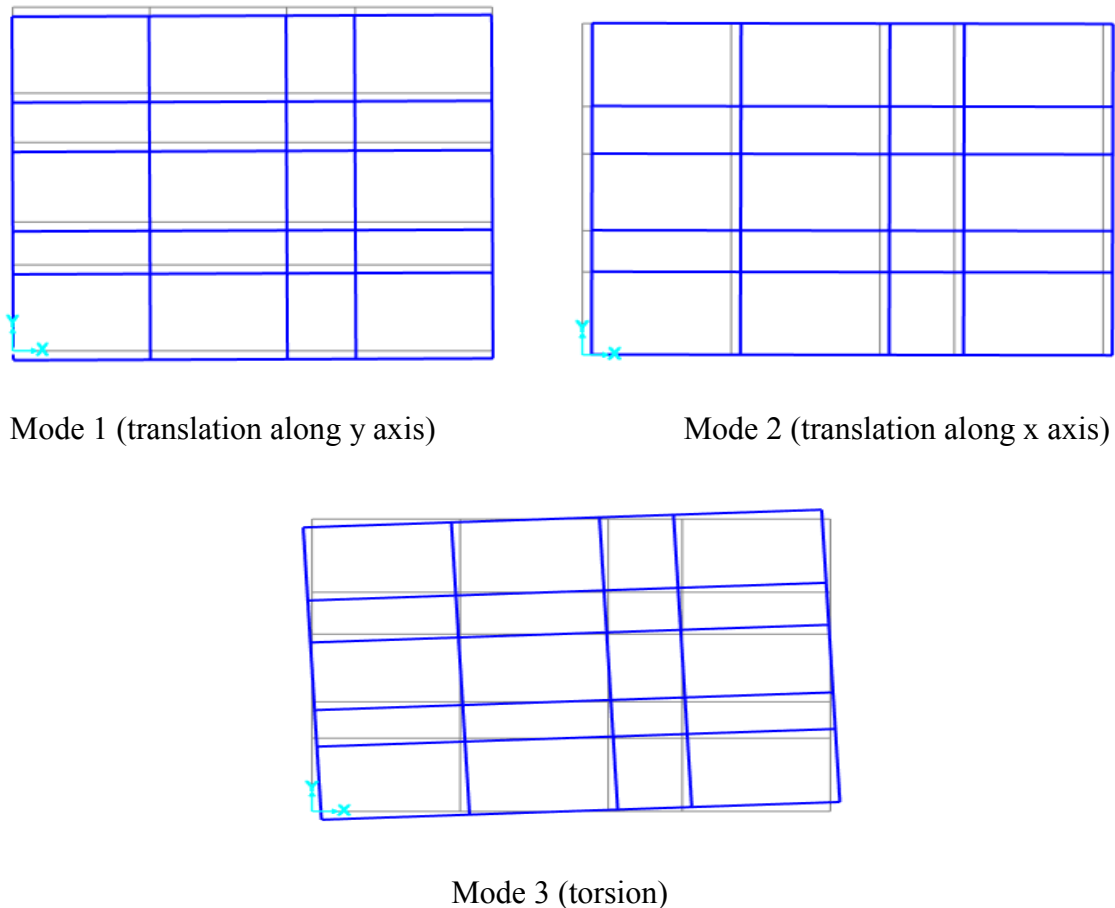 Y
X
Y
X
Mode 1 (translation along y axis)
Mode 2 (translation along x axis)
Y
X
Mode 3 (torsion)